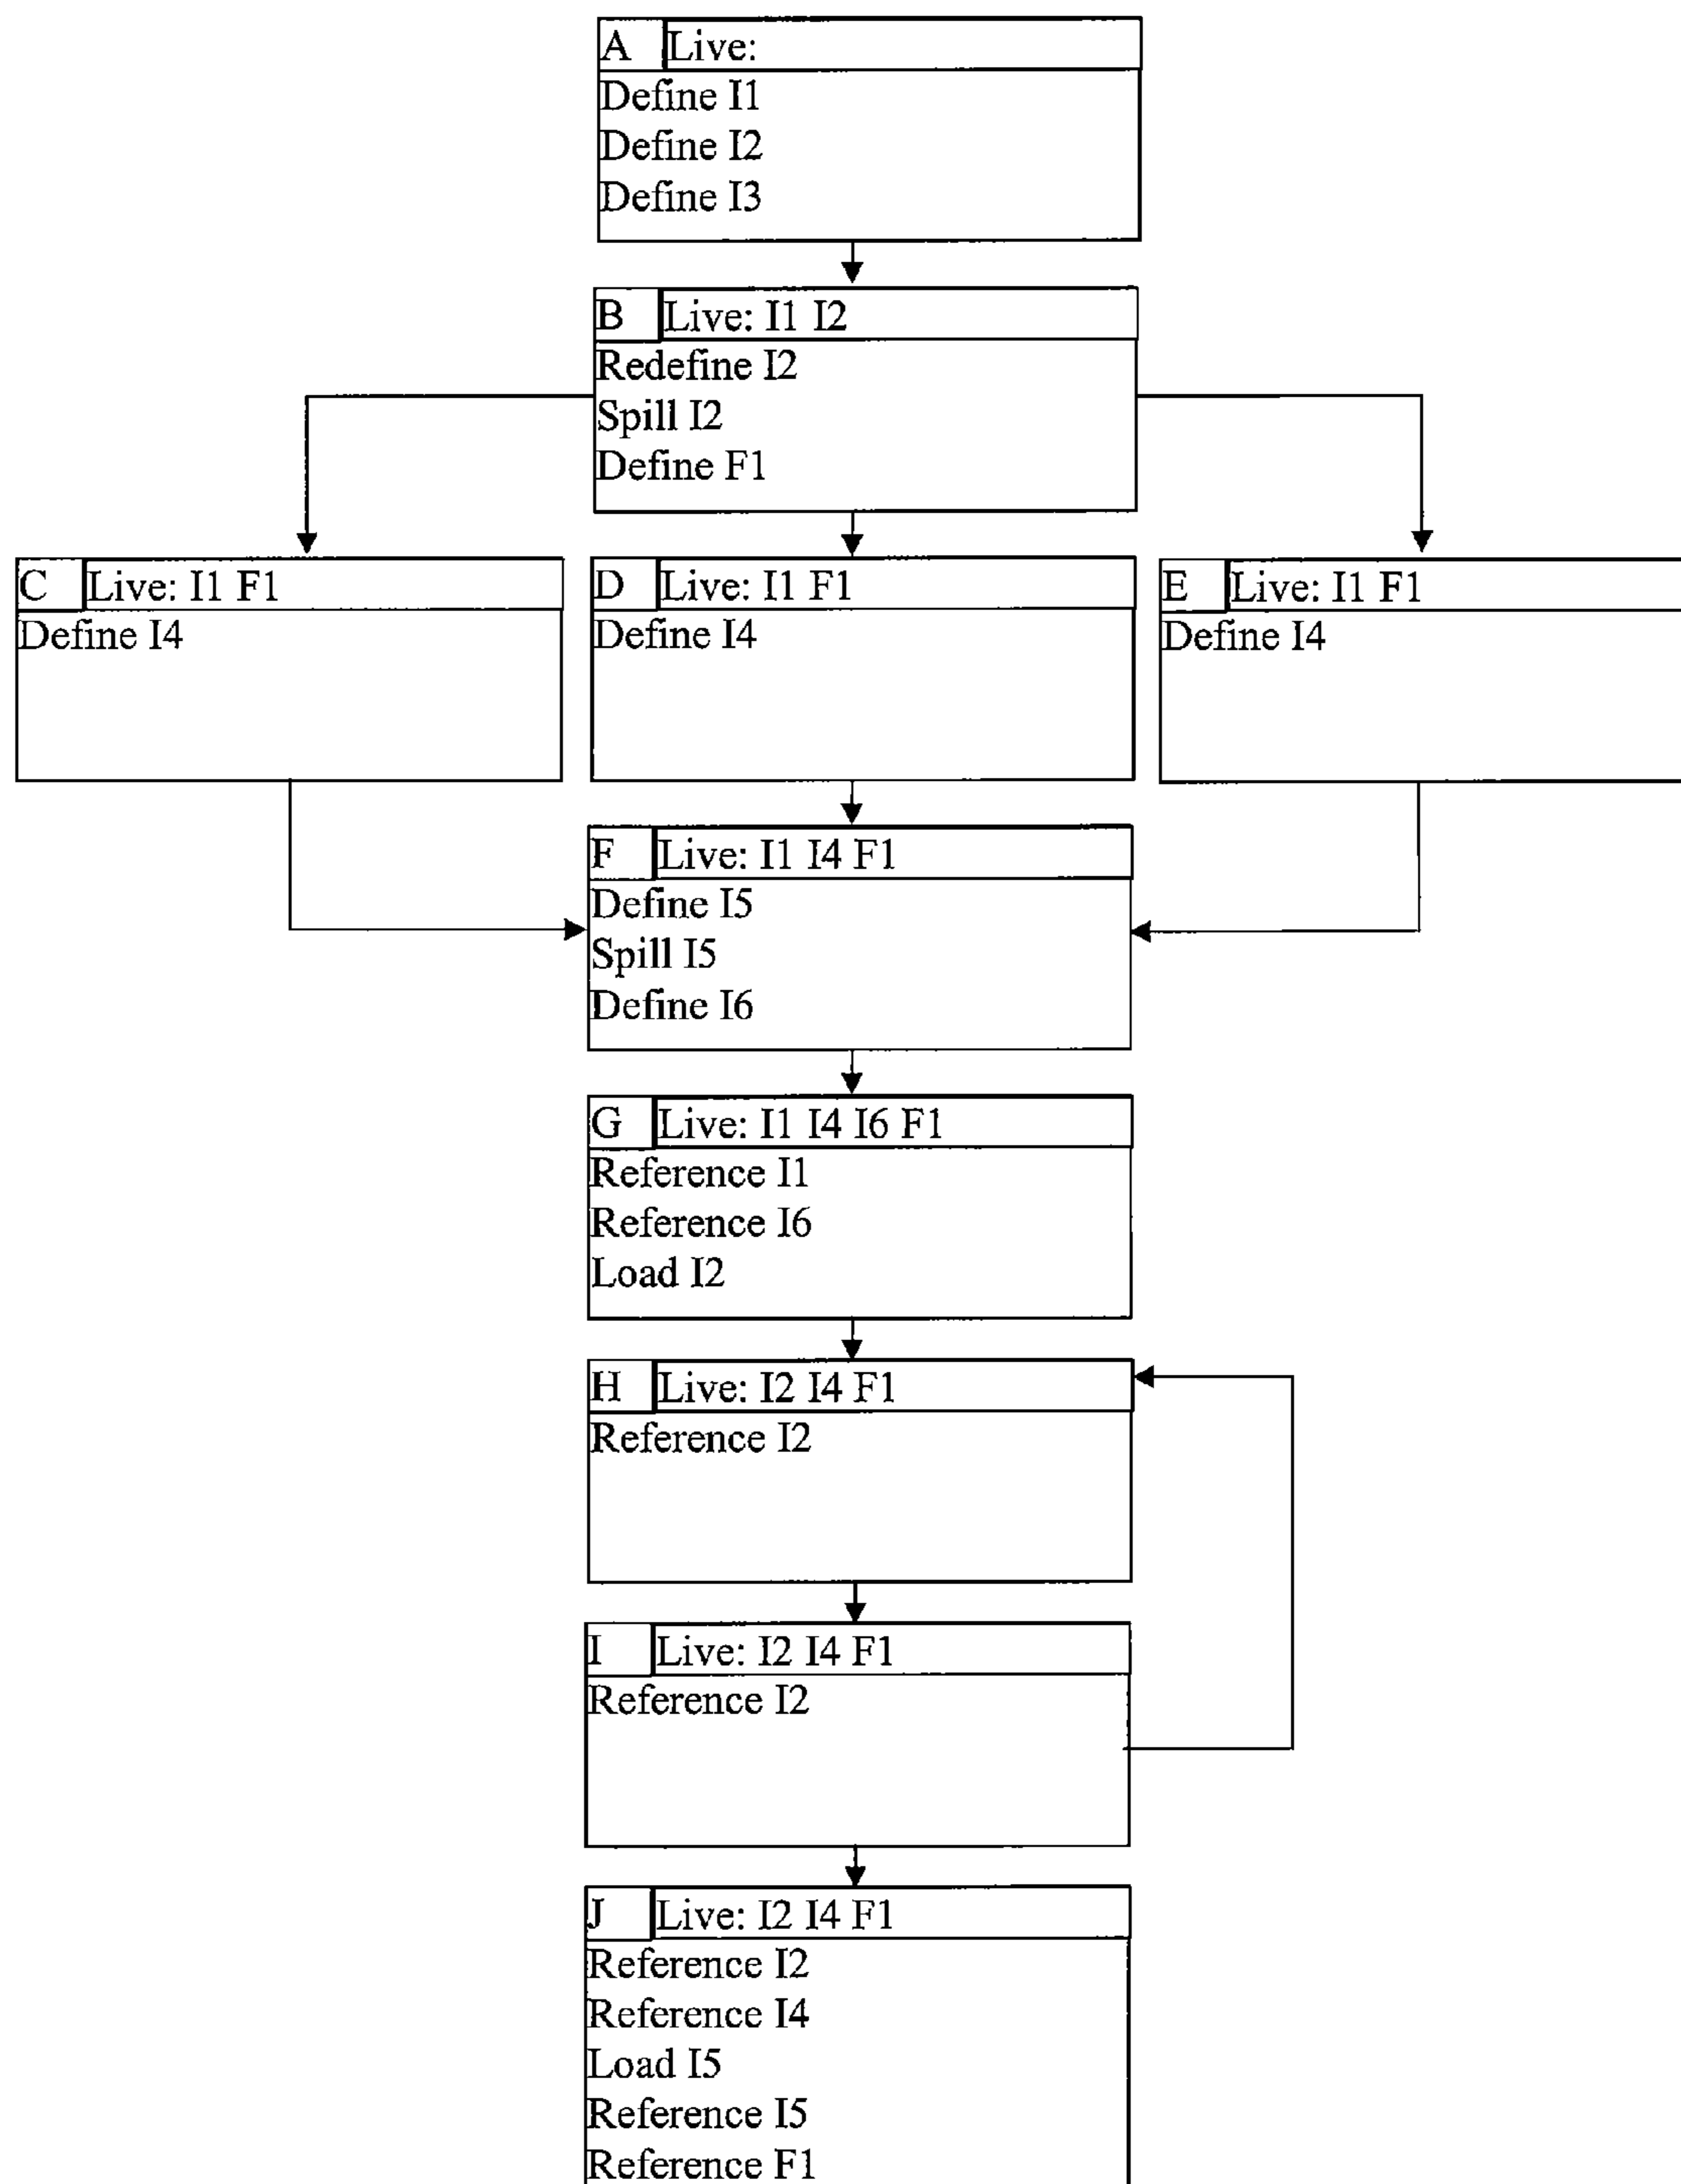 A Live:
Define I1
Define I2
Define I3
B Live: I1 I2
Redefine I2
Spill I2
Define F1
C Live: I1 F1
Define I4
D Live: I1 F1
Define I4
E Live: I1 F1
Define I4
F Live: I1 I4 F1
Define I5
Spill I5
Define I6
G Live: I1 I4 I6 F1
Reference I1
Reference I6
Load I2
H Live: I2 I4 F1
Reference I2
I Live: I2 I4 F1
Reference I2
J Live: I2 I4 F1
Reference I2
Reference I4
Load I5
Reference I5
Reference F1